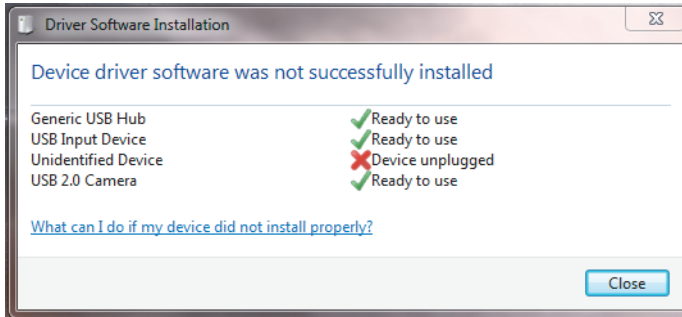 Driver Software Installation
Device driver software was not successfully installed
Generic USB Hub Ready to use
USB Input Device Ready to use
Unidentified Device Device unplugged
USB 2.0 Camera Ready to use
What can I do if my device did not install properly?
Close